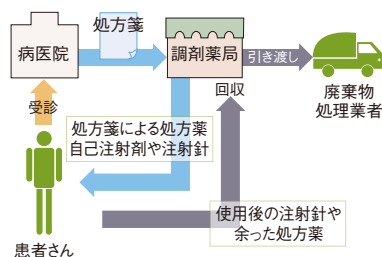 処方箋
病医院
調剤薬局
引き渡し
廃棄物
処理業者
受診
回収
処方箋による処方薬
自己注射剤や注射針
使用後の注射針や
余った処方薬
患者さん